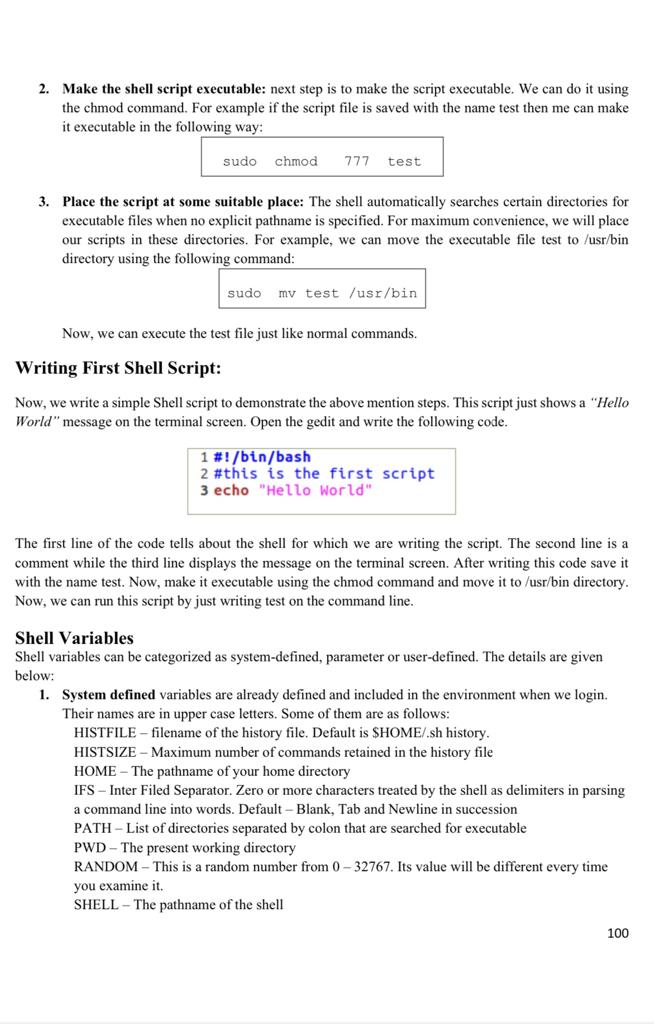 2. Make the shell script executable: next step is to make the script executable. We can do it using
the chmod command. For example if the script file is saved with the name test then me can make
it executable in the following way:
sudo chmod 777 test
3. Place the script at some suitable place: The shell automatically searches certain directories for
executable files when no explicit pathname is specified. For maximum convenience, we will place
our scripts in these directories. For example, we can move the executable file test to /usr/bin
directory using the following command:
sudo mv test /usr/bin
Now, we can execute the test file just like normal commands.
Writing First Shell Script:
Now, we write a simple Shell script to demonstrate the above mention steps. This script just shows a “Hello
World” message on the terminal screen. Open the gedit and write the following code.
1 #!/bin/bash
2 #this is the first script
3 echo "Hello World"
The first line of the code tells about the shell for which we are writing the script. The second line is a
comment while the third line displays the message on the terminal screen. After writing this code save it
with the name test. Now, make it executable using the chmod command and move it to /usr/bin directory.
Now, we can run this script by just writing test on the command line.
Shell Variables
Shell variables can be categorized as system-defined, parameter or user-defined. The details are given
below:
1. System defined variables are already defined and included in the environment when we login.
Their names are in upper case letters. Some of them are as follows:
HISTFILE – filename of the history file. Default is $HOME/.sh history.
HISTSIZE – Maximum number of commands retained in the history file
HOME – The pathname of your home directory
IFS – Inter Filed Separator. Zero or more characters treated by the shell as delimiters in parsing
a command line into words. Default – Blank, Tab and Newline in succession
PATH – List of directories separated by colon that are searched for executable
PWD – The present working directory
RANDOM – This is a random number from 0 – 32767. Its value will be different every time
you examine it.
SHELL – The pathname of the shell
100